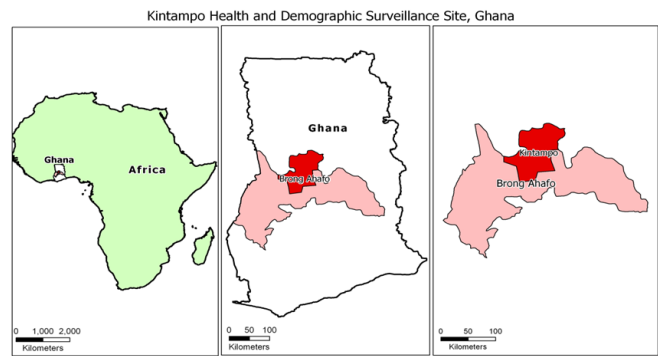 Kintampo Health and Demographic Surveillance Site, Ghana
Ghana
Africa
0 1,000 2,000
Kilometers
Ghana
Brong Ahafo
0 50 100
Kilometers
Kintampo
Brong Ahafo
0 50 100
Kilometers